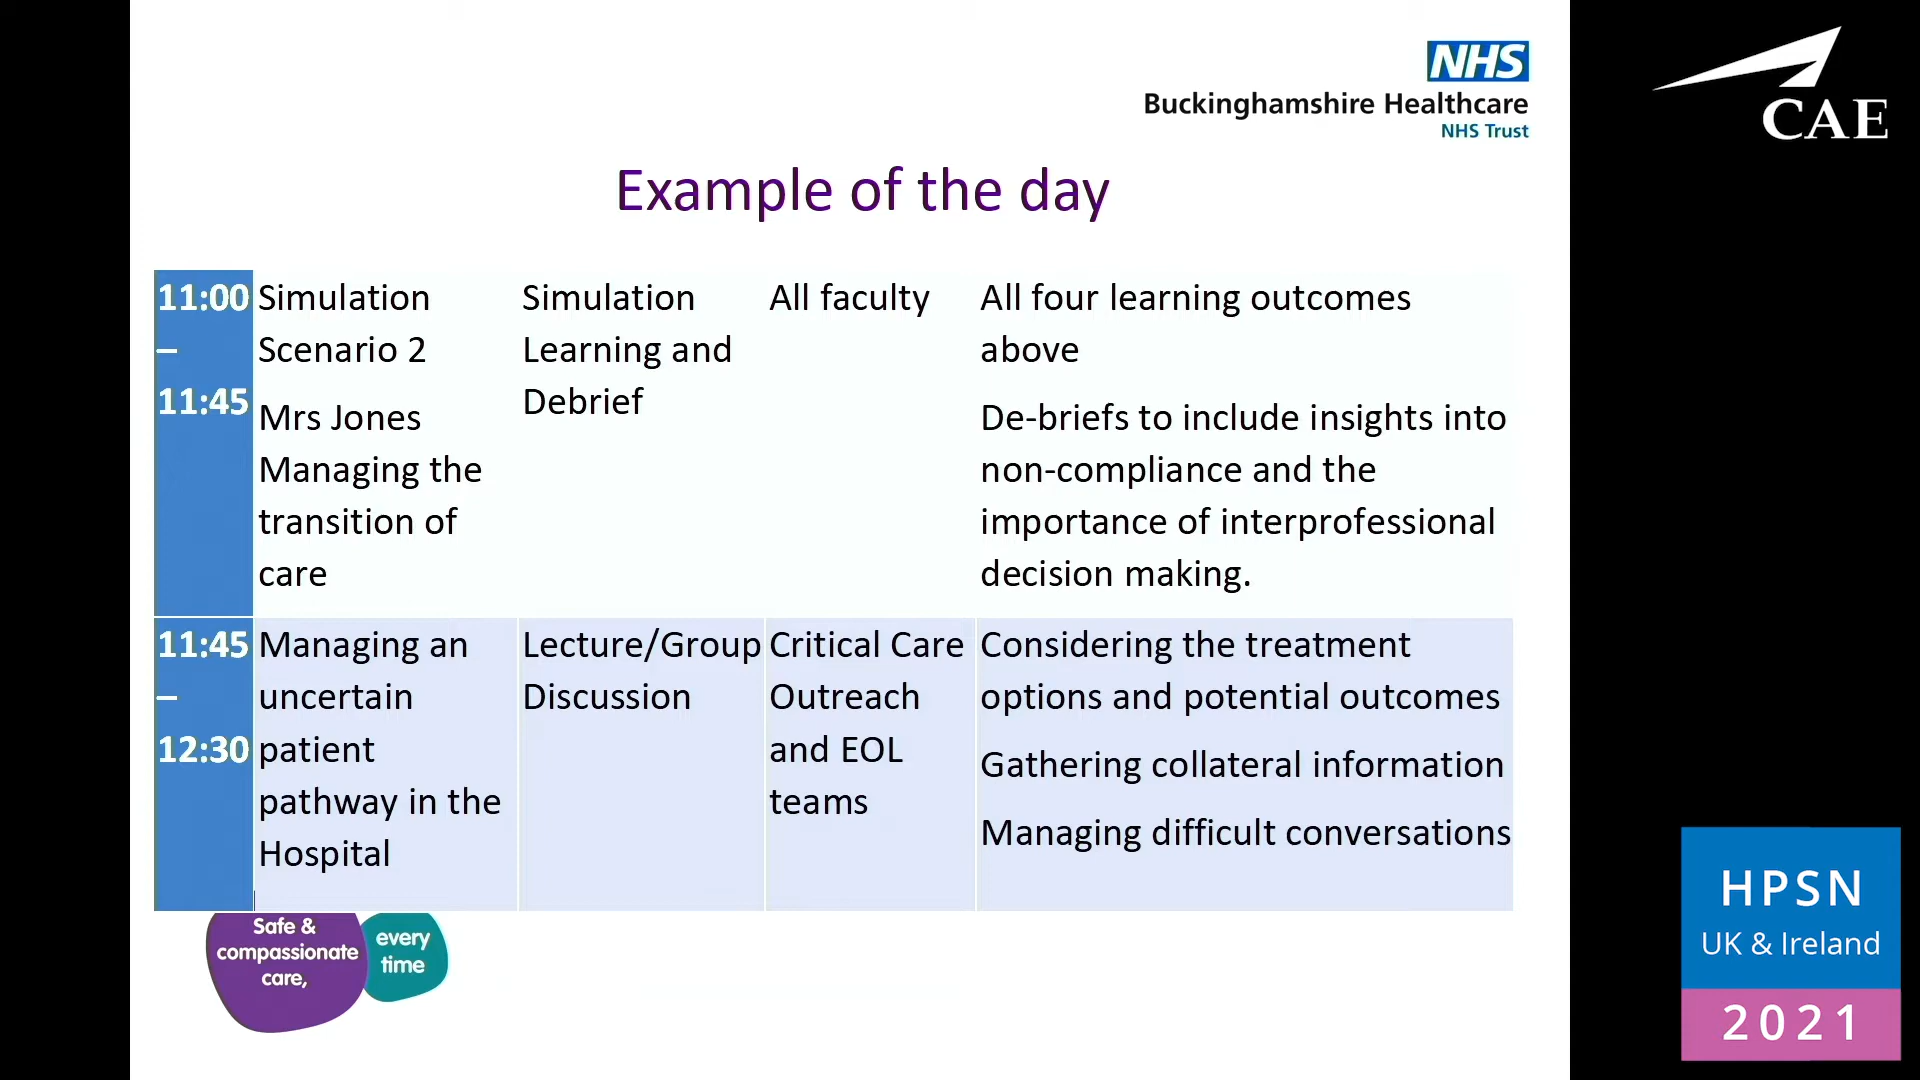 NHS
Buckinghamshire Healthcare
NHS Trust
CAE
Example of the day
11:00
–
11:45
Simulation
Scenario 2
Mrs Jones
Managing the
transition of
care
Simulation
Learning and
Debrief
All faculty
All four learning outcomes
above
De-briefs to include insights into
non-compliance and the
importance of interprofessional
decision making.
11:45
–
12:30
Managing an
uncertain
patient
pathway in the
Hospital
Lecture/Group
Discussion
Critical Care
Outreach
and EOL
teams
Considering the treatment
options and potential outcomes
Gathering collateral information
Managing difficult conversations
Safe &
compassionate
care,
every
time
HPSN
UK & Ireland
2021